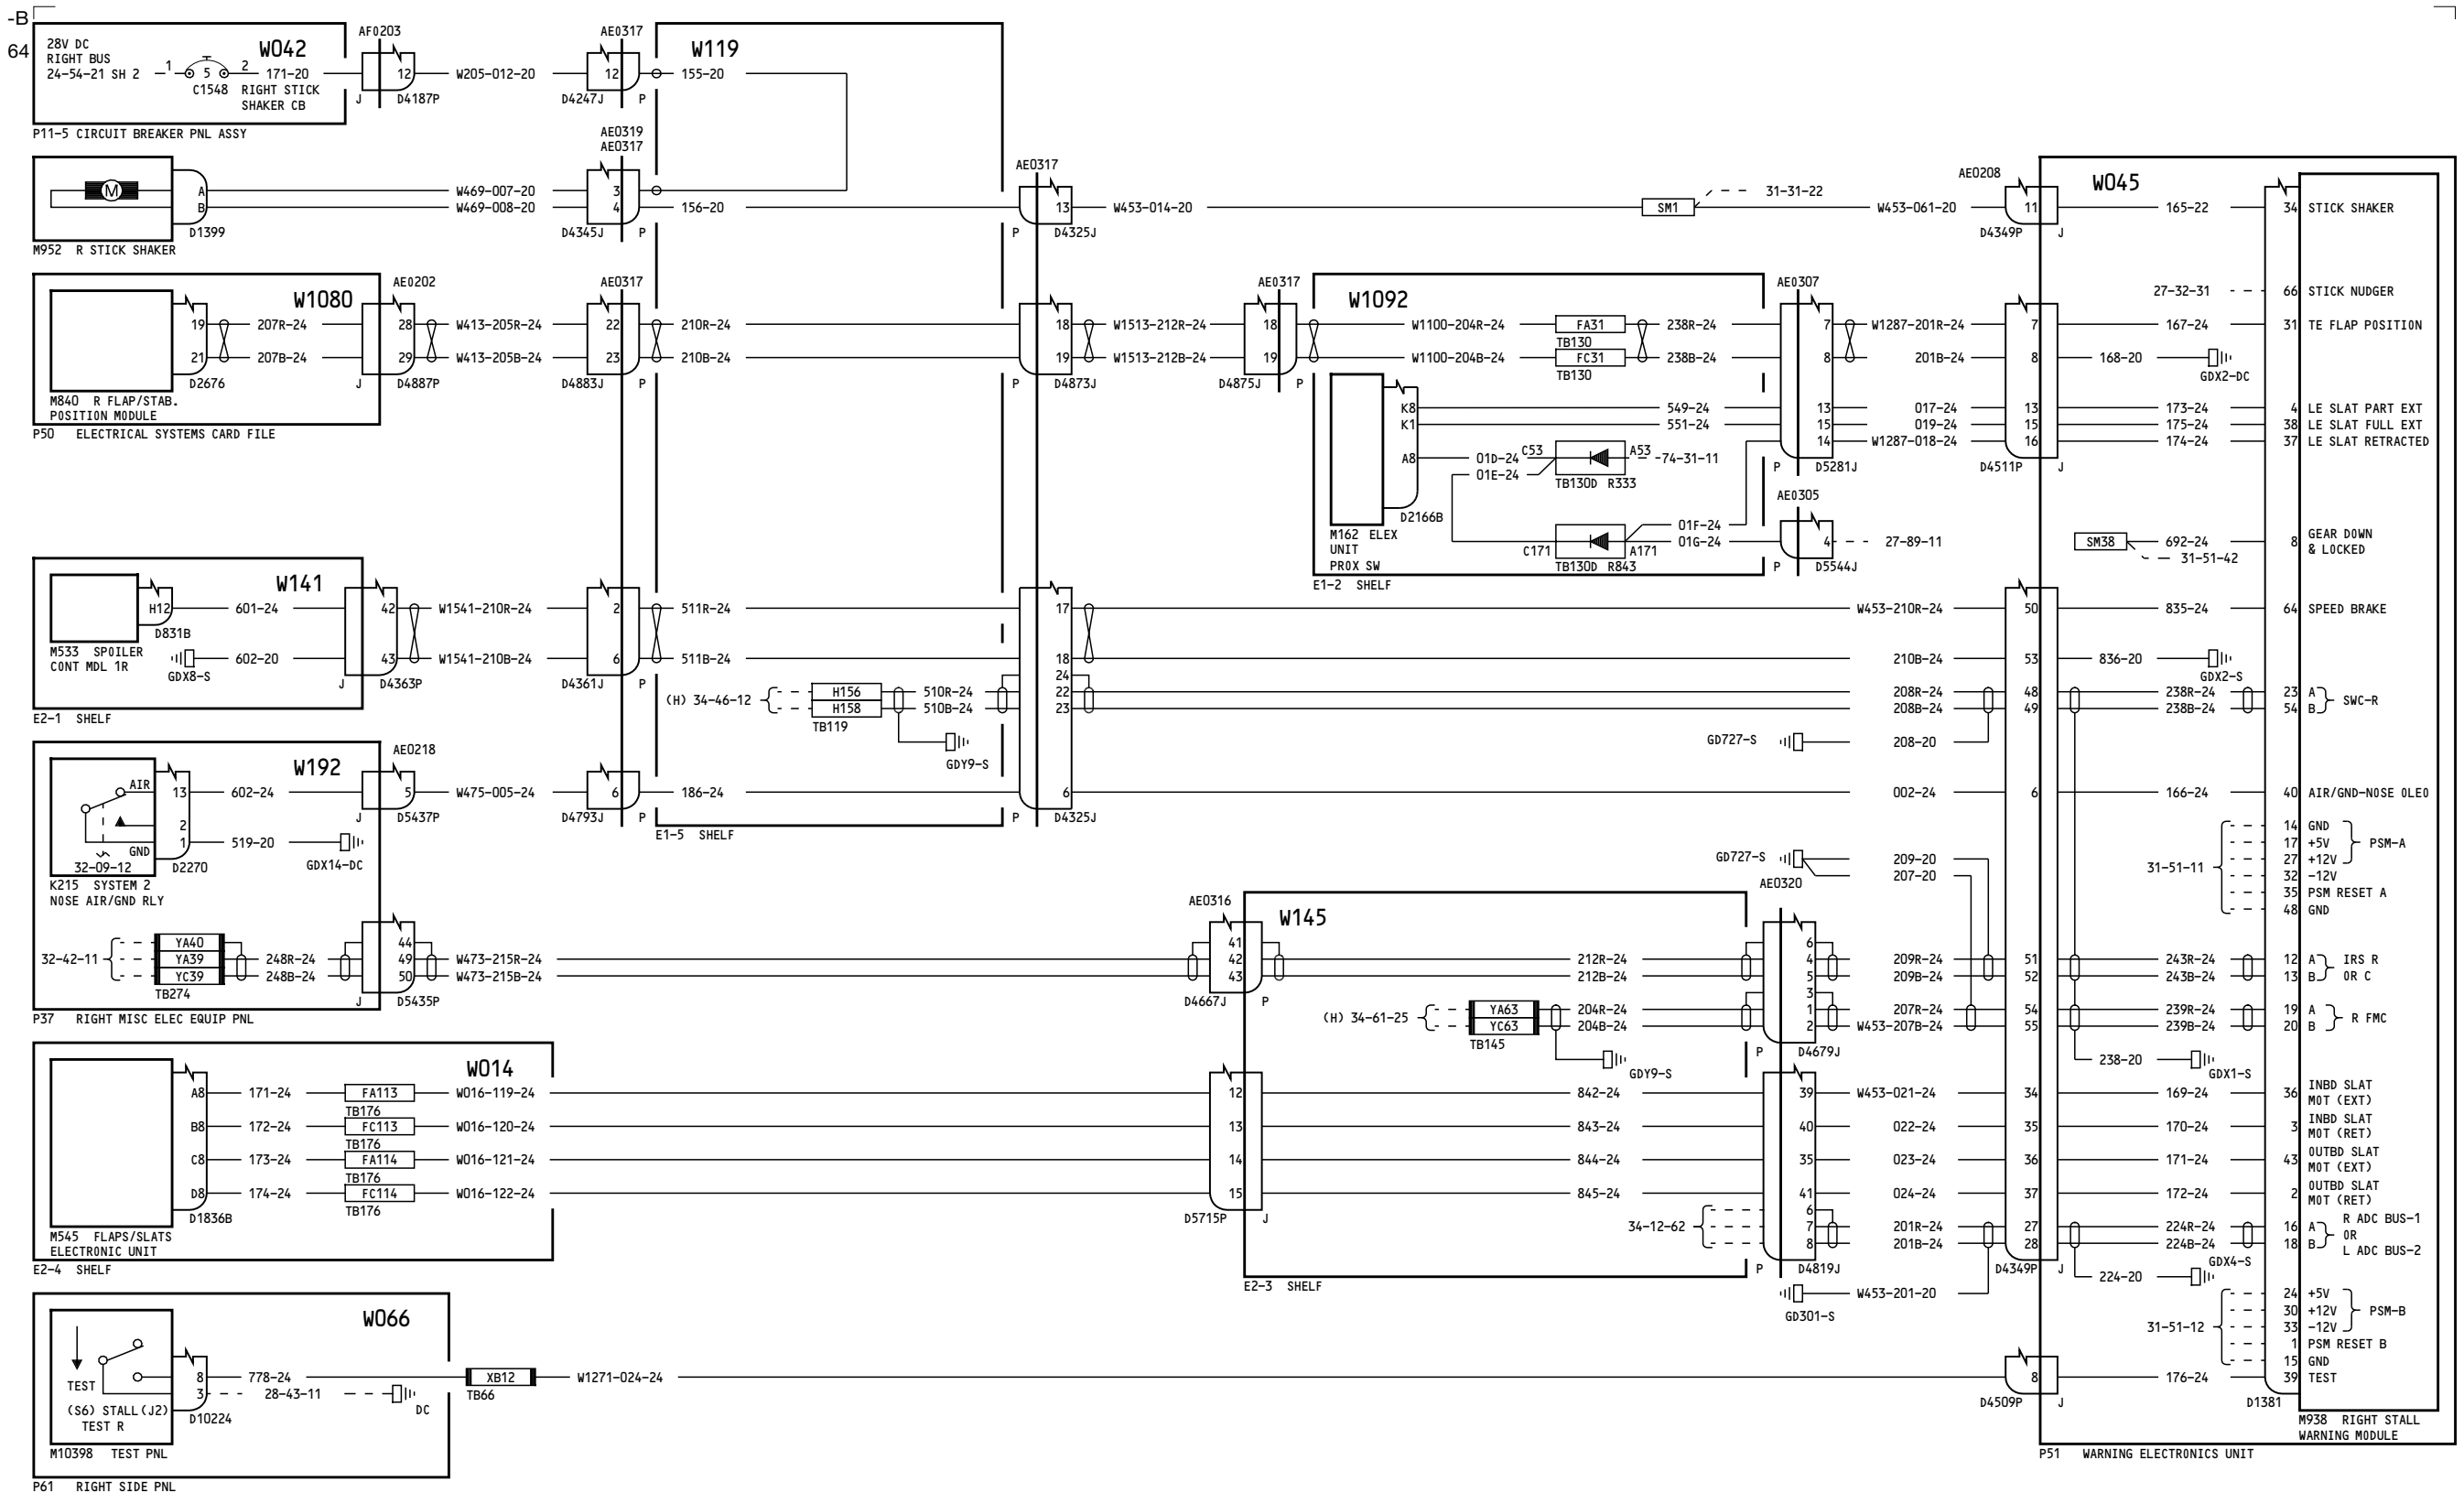 -B
64
28V DC
RIGHT BUS
24-54-21 SH 2
1
5
2
171-20
C1548
RIGHT STICK
SHAKER CB
W042
P11-5 CIRCUIT BREAKER PNL ASSY
AF0203
12
J
D4187P
W205-012-20
AE0317
12
D4247J
P
W119
155-20
M
A
B
D1399
M952 R STICK SHAKER
W469-007-20
W469-008-20
AE0319
AE0317
3
4
D4345J
P
156-20
AE0317
13
P
D4325J
W453-014-20
SM1
31-31-22
W453-061-20
AE0208
11
D4349P
J
W045
165-22
34 STICK SHAKER
27-32-31
66 STICK NUDGER
W1080
19
21
D2676
207R-24
207B-24
M840 R FLAP/STAB.
POSITION MODULE
P50 ELECTRICAL SYSTEMS CARD FILE
AE0202
28
29
J
D4887P
W413-205R-24
W413-205B-24
AE0317
22
23
D4883J
P
210R-24
210B-24
18
19
P
D4873J
W1513-212R-24
W1513-212B-24
AE0317
18
19
D4875J
W1092
W1100-204R-24
W1100-204B-24
FA31
TB130
FC31
TB130
238R-24
238B-24
AE0307
7
8
13
15
14
P
D5281J
W1287-201R-24
201B-24
017-24
019-24
W1287-018-24
7
8
13
15
16
D4511P
J
167-24
168-20
GDX2-DC
173-24
175-24
174-24
31 TE FLAP POSITION
4 LE SLAT PART EXT
38 LE SLAT FULL EXT
37 LE SLAT RETRACTED
K8
K1
A8
D2166B
549-24
551-24
01D-24
01E-24
C53
A53
-74-31-11
TB130D R333
M162 ELEX
UNIT
PROX SW
C171
A171
TB130D R843
01F-24
01G-24
E1-2 SHELF
AE0305
4
P
D5544J
27-89-11
SM38
692-24
31-51-42
8 GEAR DOWN
& LOCKED
W141
H12
D831B
601-24
M533 SPOILER
CONT MDL 1R
GDX8-S
602-20
E2-1 SHELF
42
43
J
D4363P
W1541-210R-24
W1541-210B-24
2
6
D4361J
P
511R-24
511B-24
17
18
24
22
23
6
P
D4325J
(H) 34-46-12
H156
H158
TB119
510R-24
510B-24
GDY9-S
W453-210R-24
210B-24
208R-24
208B-24
GD727-S
208-20
002-24
50
53
48
49
6
835-24
836-20
GDX2-S
238R-24
238B-24
166-24
64 SPEED BRAKE
23 A
54 B
SWC-R
40 AIR/GND-NOSE OLEO
W192
AIR
GND
13
2
1
D2270
32-09-12
K215 SYSTEM 2
NOSE AIR/GND RLY
602-24
519-20
GDX14-DC
AE0218
5
D5437P
W475-005-24
6
D4793J
P
186-24
E1-5 SHELF
GD727-S
209-20
207-20
31-51-11
14 GND
17 +5V
27 +12V
PSM-A
32 -12V
35 PSM RESET A
48 GND
32-42-11
YA40
YA39
YC39
TB274
248R-24
248B-24
44
49
50
J
D5435P
W473-215R-24
W473-215B-24
P37 RIGHT MISC ELEC EQUIP PNL
AE0316
41
42
43
D4667J
P
W145
212R-24
212B-24
(H) 34-61-25
YA63
YC63
TB145
204R-24
204B-24
GDY9-S
AE0320
6
4
5
3
1
2
P
D4679J
209R-24
209B-24
207R-24
W453-207B-24
51
52
54
55
243R-24
243B-24
239R-24
239B-24
238-20
GDX1-S
12 A
13 B
IRS R
OR C
19 A
20 B
R FMC
W014
A8
B8
C8
D8
D1836B
171-24
172-24
173-24
174-24
FA113
TB176
FC113
TB176
FA114
TB176
FC114
TB176
W016-119-24
W016-120-24
W016-121-24
W016-122-24
M545 FLAPS/SLATS
ELECTRONIC UNIT
E2-4 SHELF
12
13
14
15
D5715P
J
842-24
843-24
844-24
845-24
34-12-62
39
40
35
41
6
7
8
P
D4819J
E2-3 SHELF
W453-021-24
022-24
023-24
024-24
201R-24
201B-24
GD301-S
W453-201-20
34
35
36
37
27
28
D4349P
J
169-24
170-24
171-24
172-24
224R-24
224B-24
224-20
GDX4-S
36 INBD SLAT
MOT (EXT)
3 INBD SLAT
MOT (RET)
43 OUTBD SLAT
MOT (EXT)
2 OUTBD SLAT
MOT (RET)
16 A
18 B
R ADC BUS-1
OR
L ADC BUS-2
31-51-12
24 +5V
30 +12V
33 -12V
PSM-B
1 PSM RESET B
15 GND
39 TEST
W066
TEST
(S6) STALL (J2)
TEST R
8
3
D10224
778-24
28-43-11
DC
M10398 TEST PNL
P61 RIGHT SIDE PNL
XB12
TB66
W1271-024-24
8
D4509P
J
176-24
D1381
M938 RIGHT STALL
WARNING MODULE
P51 WARNING ELECTRONICS UNIT